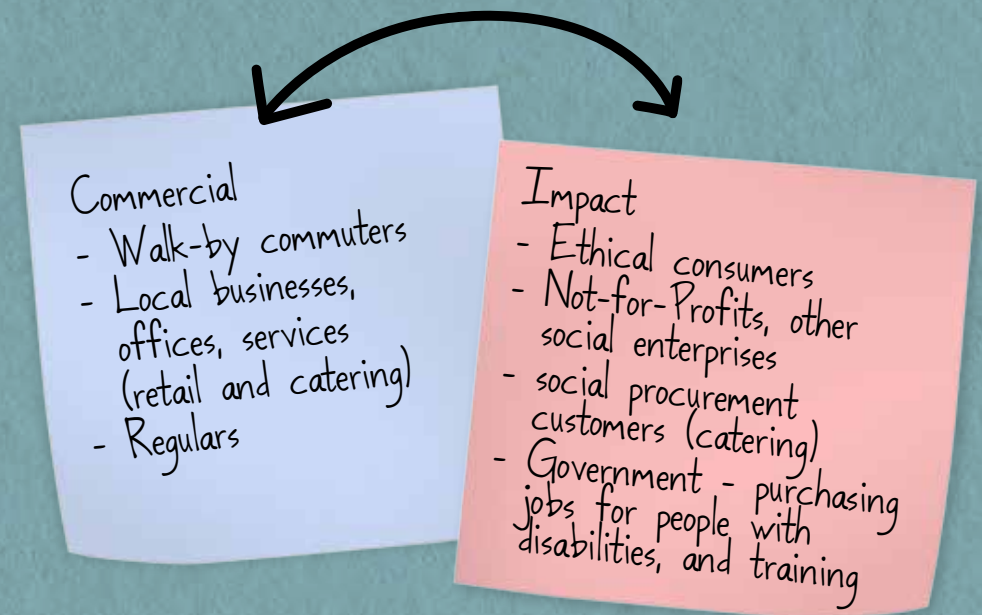 Commercial
- Walk-by commuters
- Local businesses,
offices, services
(retail and catering)
- Regulars
Impact
- Ethical consumers
- Not-for-Profits, other
social enterprises
- social procurement
customers (catering)
- Government - purchasing
jobs for people with
disabilities, and training